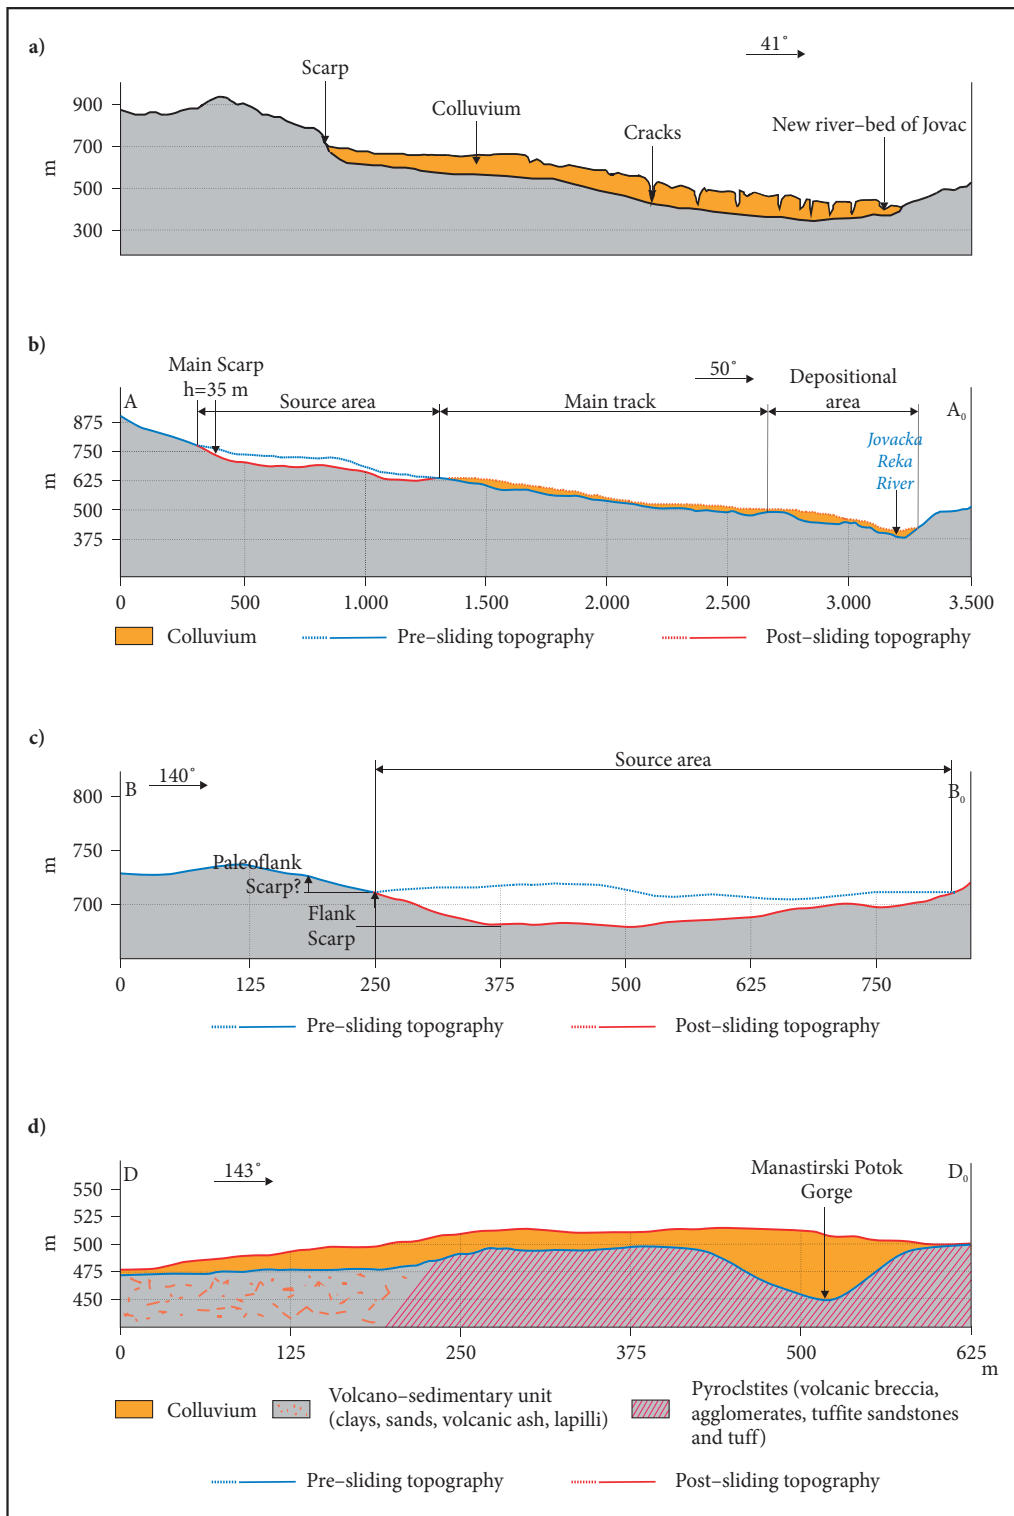 a)
41°
Scarp
Colluvium
Cracks
New river–bed of Jovac
900
700
500
300
m
b)
Main Scarp
h=35 m
50°
Depositional
area
A
Source area
Main track
A₀
Jovacka
Reka
River
875
750
625
500
375
m
0
500
1.000
1.500
2.000
2.500
3.000
3.500
Colluvium
Pre–sliding topography
Post–sliding topography
c)
Source area
140°
B
B₀
800
750
700
m
Paleoflank
Scarp?
Flank
Scarp
0
125
250
375
500
625
750
Pre–sliding topography
Post–sliding topography
d)
D
143°
Manastirski Potok
Gorge
D₀
550
525
500
475
450
m
0
125
250
375
500
625
m
Colluvium
Volcano–sedimentary unit
(clays, sands, volcanic ash, lapilli)
Pyroclstites (volcanic breccia,
agglomerates, tuffite sandstones
and tuff)
Pre–sliding topography
Post–sliding topography